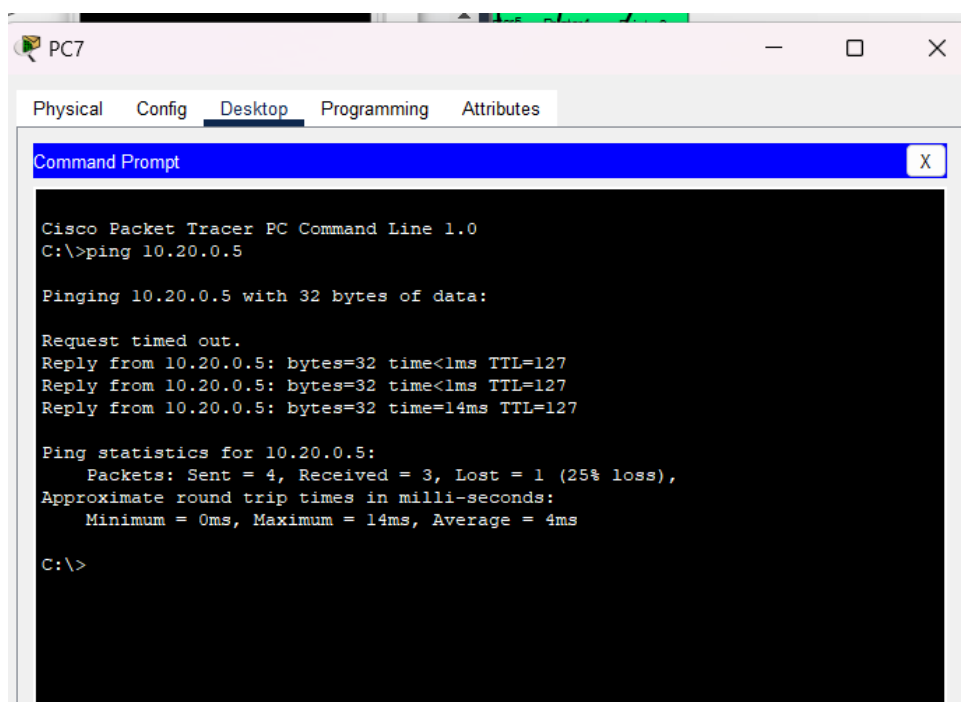 PC7
Physical Config Desktop Programming Attributes
Command Prompt
X
Cisco Packet Tracer PC Command Line 1.0
C:\>ping 10.20.0.5
Pinging 10.20.0.5 with 32 bytes of data:
Request timed out.
Reply from 10.20.0.5: bytes=32 time<1ms TTL=127
Reply from 10.20.0.5: bytes=32 time<1ms TTL=127
Reply from 10.20.0.5: bytes=32 time=14ms TTL=127
Ping statistics for 10.20.0.5:
Packets: Sent = 4, Received = 3, Lost = 1 (25% loss),
Approximate round trip times in milli-seconds:
Minimum = 0ms, Maximum = 14ms, Average = 4ms
C:\>